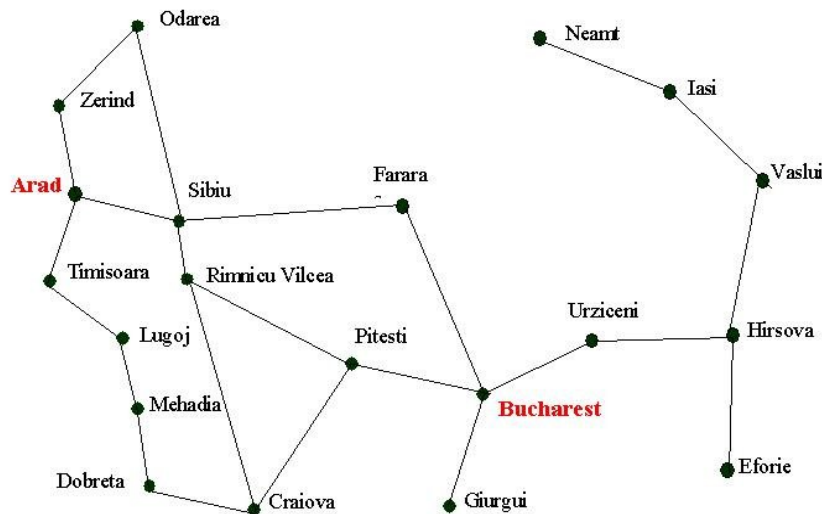 Odarea
Neamt
Iasi
Zerind
Vaslui
Farara
Arad
Sibiu
Timisoara
Rimnicu Vilcea
Urziceni
Hirsova
Lugoj
Pitesti
Mehadia
Bucharest
Eforie
Dobreta
Craiova
Giurgui